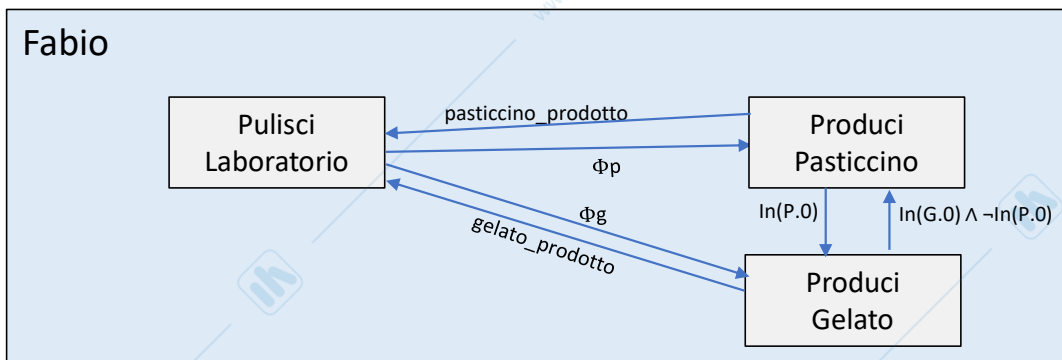 Fabio
Pulisci
Laboratorio
pasticcino_prodotto
Φp
Produci
Pasticcino
Φg
gelato_prodotto
In(P.0)
In(G.0) ∧ ¬In(P.0)
Produci
Gelato